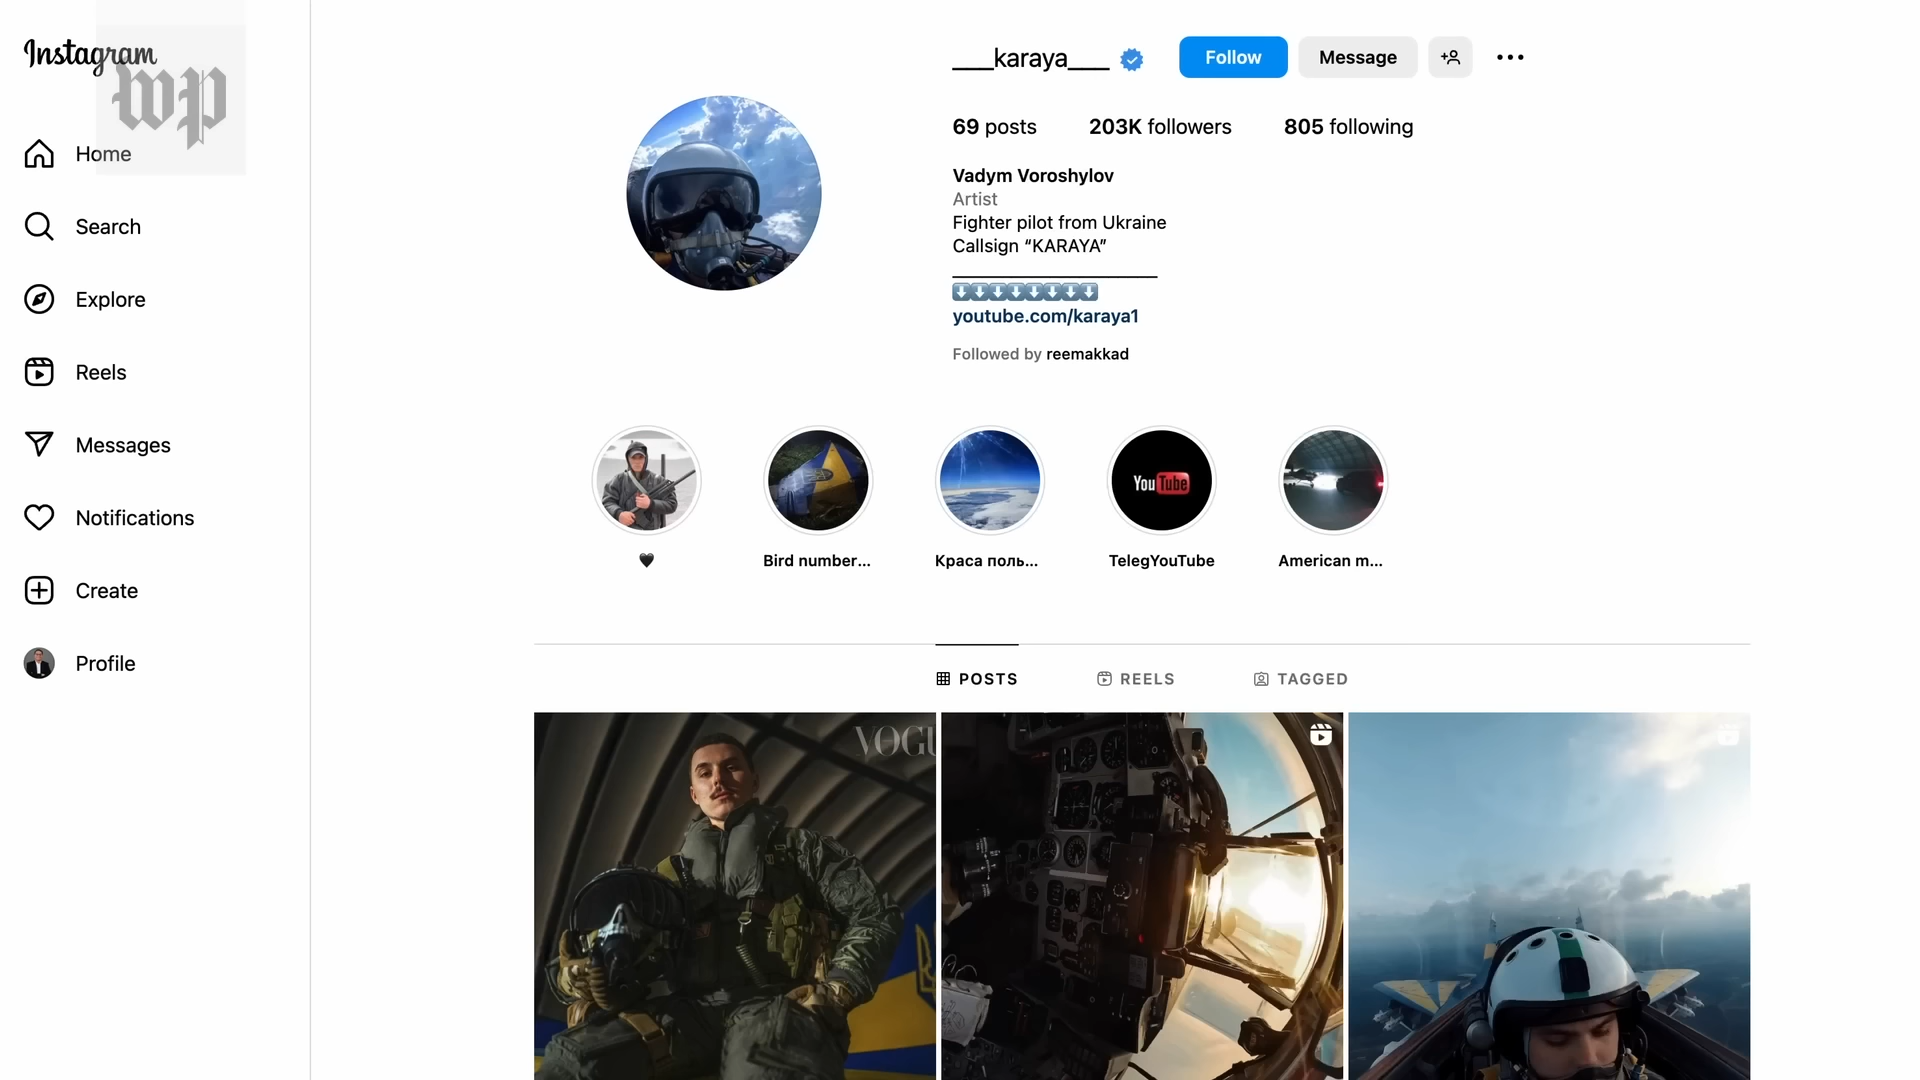 Instagram
wp
Home
Search
Explore
Reels
Messages
Notifications
Create
Profile
___karaya___
Follow
Message
69 posts
203K followers
805 following
Vadym Voroshylov
Artist
Fighter pilot from Ukraine
Callsign “KARAYA”
youtube.com/karaya1
Followed by reemakkad
Bird number...
Краса поль...
YouTube
TelegYouTube
American m...
POSTS
REELS
TAGGED
VOGU